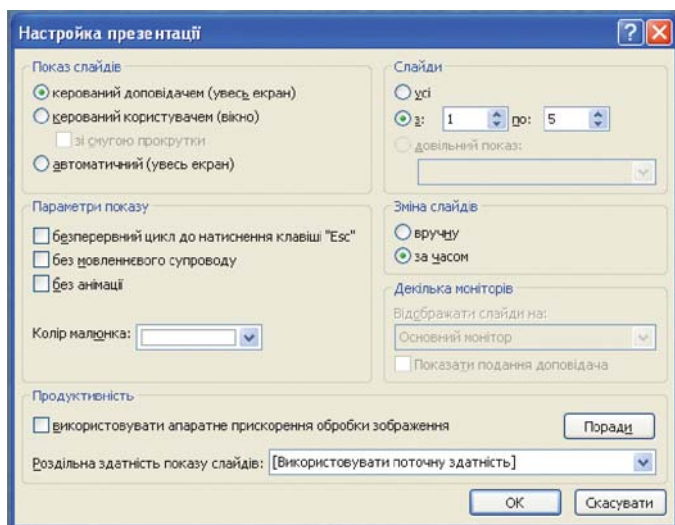 Настройка презентації
Показ слайдів
керований доповідачем (увесь екран)
керований користувачем (вікно)
зі смугою прокрутки
автоматичний (увесь екран)
Слайди
усі
з: 1 по: 5
довільний показ:
Параметри показу
безперервний цикл до натиснення клавіші "Esc"
без мовленнєвого супроводу
без анімації
Колір малюнка:
Зміна слайдів
вручну
за часом
Декілька моніторів
Відображати слайди на:
Основний монітор
Показати подання доповідача
Продуктивність
використовувати апаратне прискорення обробки зображення
Поради
Роздільна здатність показу слайдів: [Використовувати поточну здатність]
ОК Скасувати